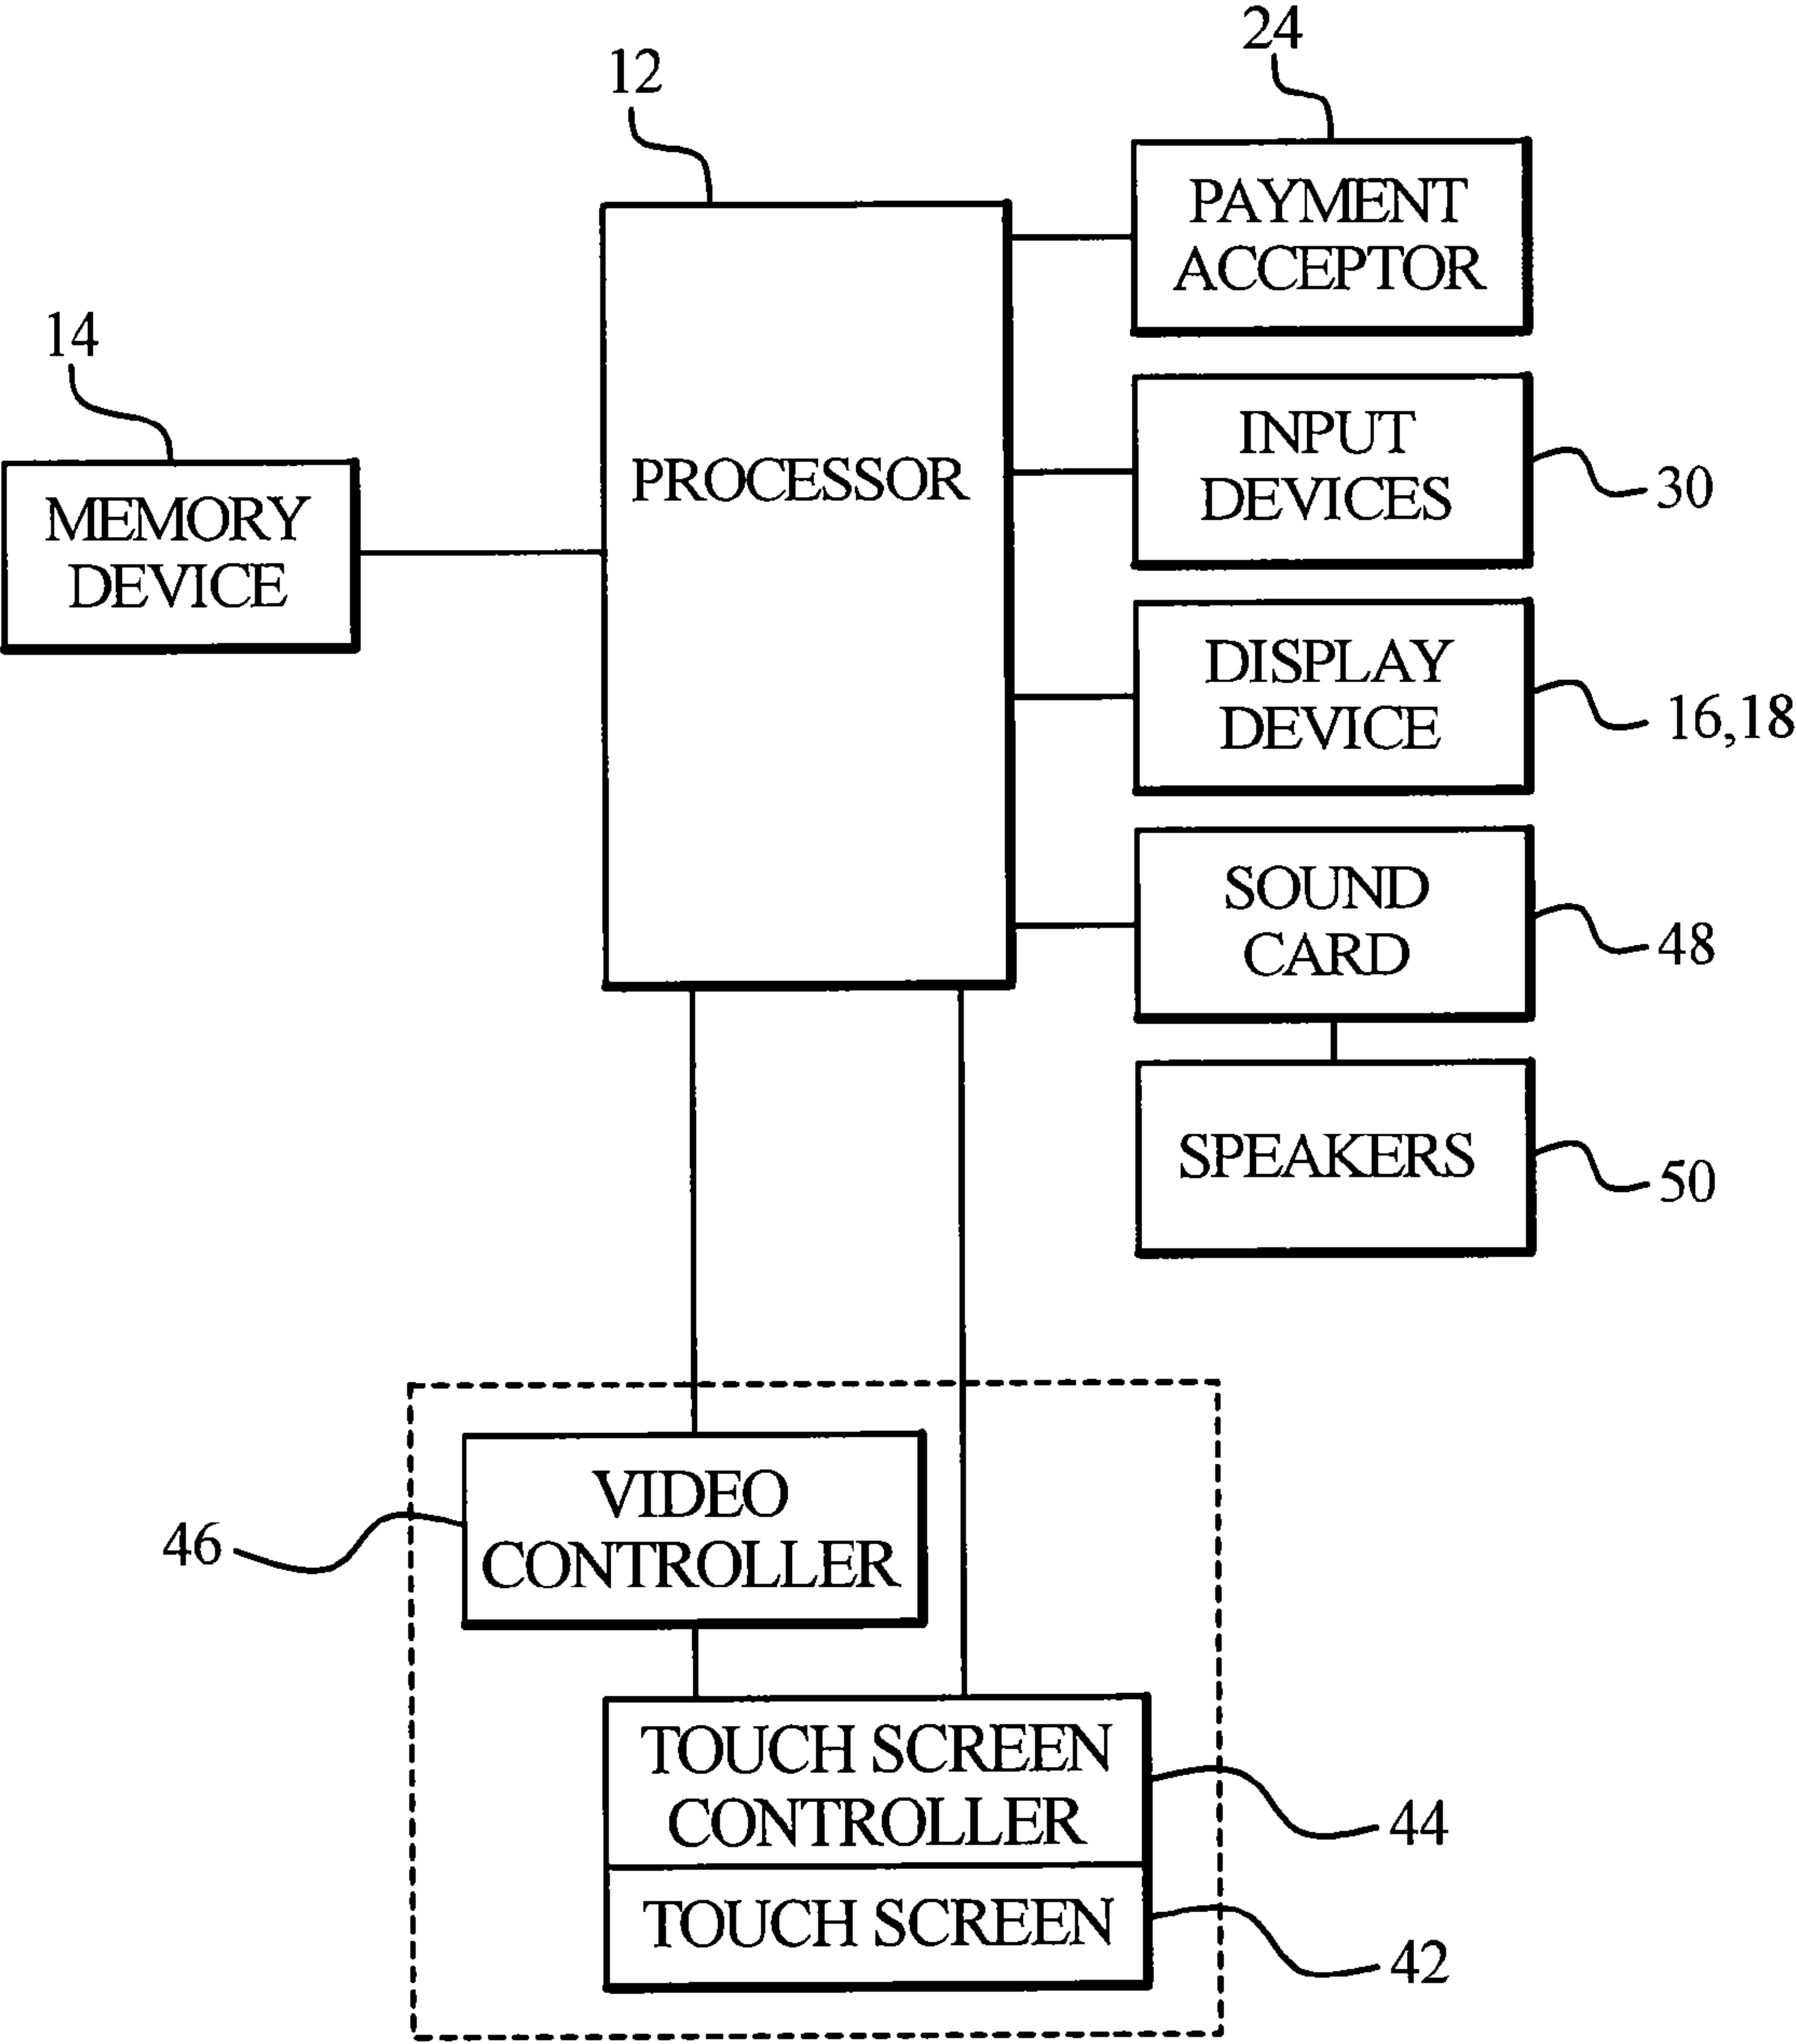 24
12
PAYMENT
ACCEPTOR
14
INPUT
DEVICES
30
PROCESSOR
MEMORY
DEVICE
DISPLAY
DEVICE
16,18
SOUND
CARD
48
SPEAKERS
50
VIDEO
CONTROLLER
46
TOUCH SCREEN
CONTROLLER
44
TOUCH SCREEN
42